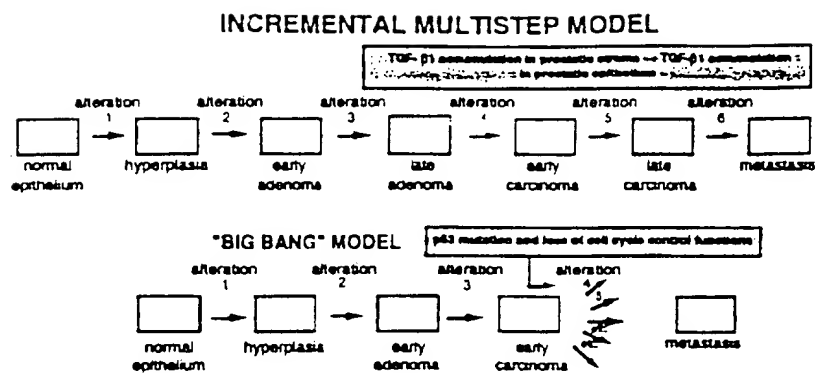 INCREMENTAL MULTISTEP MODEL
TGF-β1 accumulation in prostatic stroma → TGF-β1 accumulation
in prostatic epithelium
alteration alteration alteration alteration alteration alteration
1 2 3 4 5 6
normal hyperplasia early late early late metastasis
epithelium adenoma adenoma carcinoma carcinoma
"BIG BANG" MODEL
p53 mutation and loss of cell cycle control functions
alteration alteration alteration alteration
1 2 3 4
5
normal hyperplasia early early metastasis
epithelium adenoma carcinoma